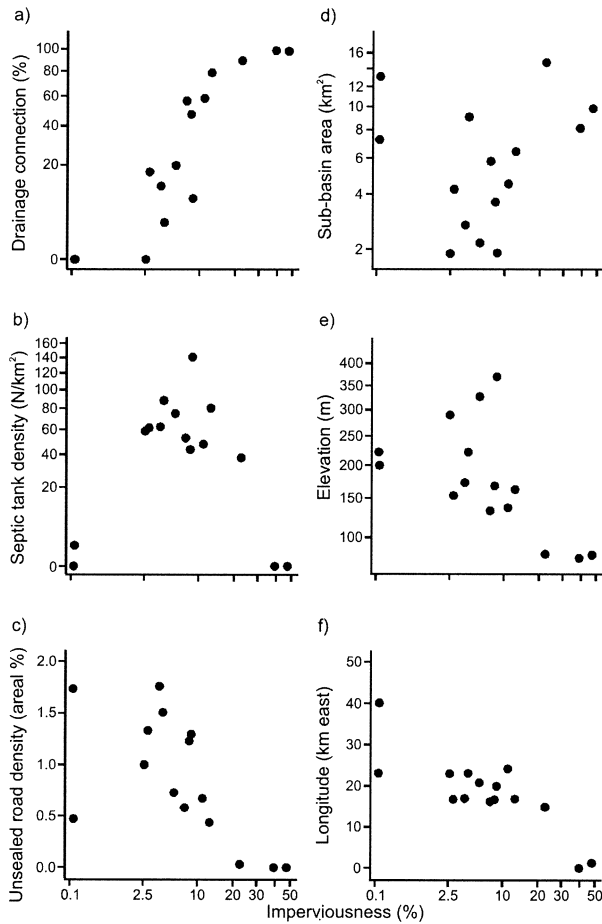 a)
Drainage connection (%)
100
80
60
40
20
0
b)
Septic tank density (N/km²)
160
140
120
100
80
60
40
20
0
c)
Unsealed road density (areal %)
2.0
1.5
1.0
0.5
0.0
0.1 2.5 10 20 30 50
d)
Sub-basin area (km²)
16
12
10
8
6
4
2
e)
Elevation (m)
400
350
300
250
200
150
100
f)
Longitude (km east)
50
40
30
20
10
0
0.1 2.5 10 20 30 50
Imperviousness (%)